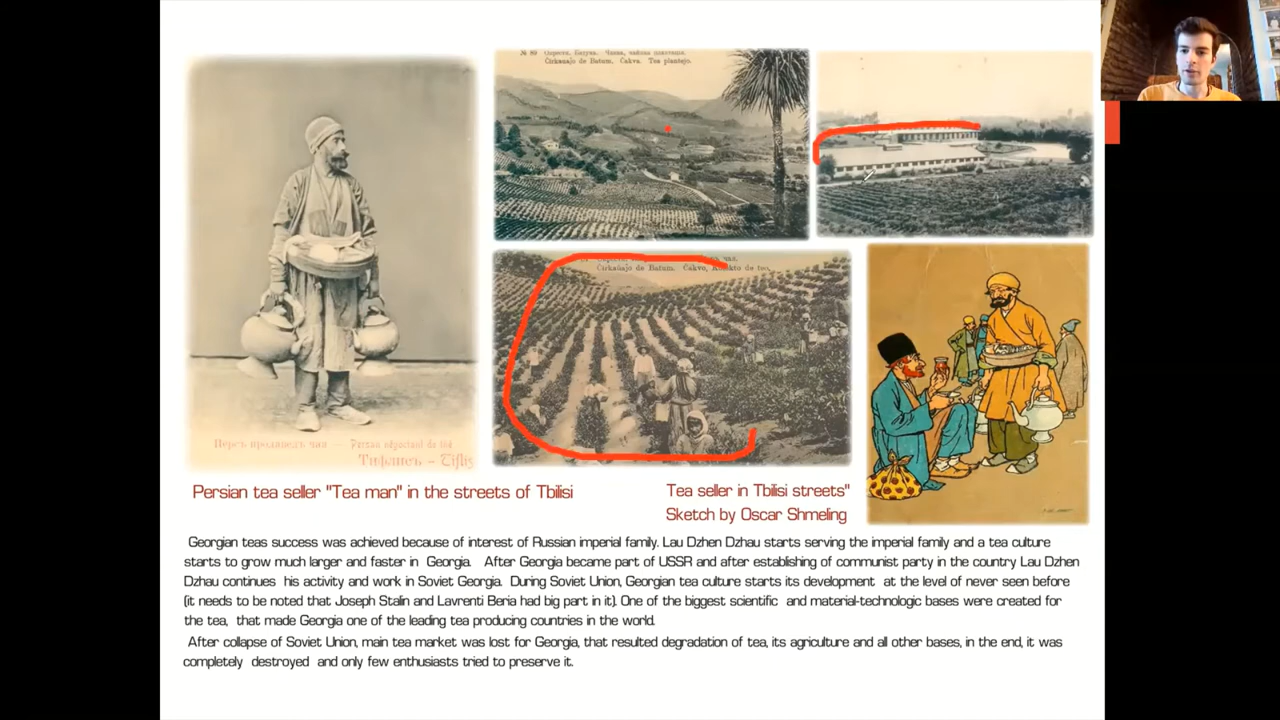 № 89
Cirkaŭaĵo de Batum. Ĉakva. Tea plantejo.
Cirkaŭaĵo de Batum. Ĉakvo, de teo.
Персъ продавецъ чая — Persan négociant de thé
Тифлисъ – Tiflis
Persian tea seller "Tea man" in the streets of Tbilisi
Tea seller in Tbilisi streets"
Sketch by Oscar Shmeling
Georgian teas success was achieved because of interest of Russian imperial family. Lau Dzhen Dzhau starts serving the imperial family and a tea culture
starts to grow much larger and faster in Georgia. After Georgia became part of USSR and after establishing of communist party in the country Lau Dzhen
Dzhau continues his activity and work in Soviet Georgia. During Soviet Union, Georgian tea culture starts its development at the level of never seen before
(it needs to be noted that Joseph Stalin and Lavrenti Beria had big part in it). One of the biggest scientific and material-technologic bases were created for
the tea, that made Georgia one of the leading tea producing countries in the world.
After collapse of Soviet Union, main tea market was lost for Georgia, that resulted degradation of tea, its agriculture and all other bases, in the end, it was
completely destroyed and only few enthusiasts tried to preserve it.